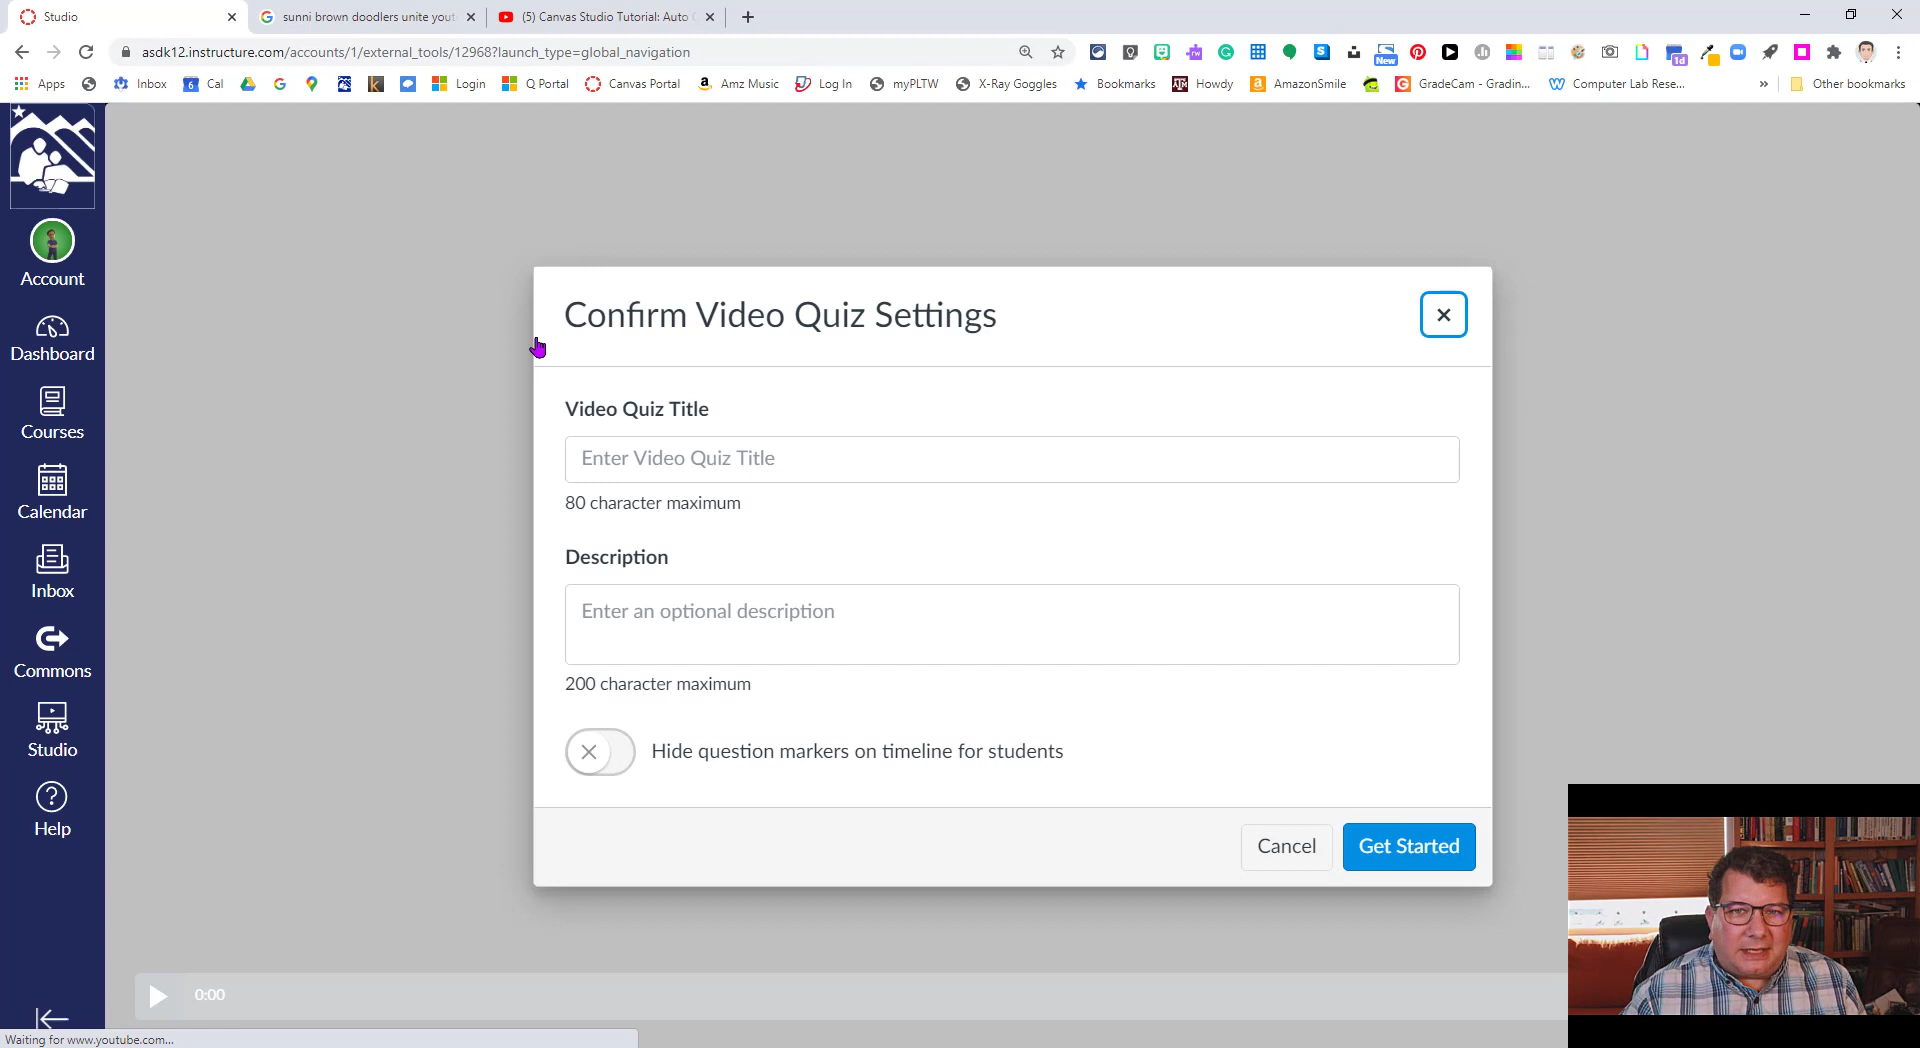 Studio
sunni brown doodlers unite yout
(5) Canvas Studio Tutorial: Auto
asdk12.instructure.com/accounts/1/external_tools/12968?launch_type=global_navigation
New
1d
Apps
Inbox
6
Cal
Login
Q Portal
Canvas Portal
Amz Music
Log In
myPLTW
X-Ray Goggles
Bookmarks
Howdy
AmazonSmile
GradeCam - Gradin...
Computer Lab Rese...
Other bookmarks
Account
Dashboard
Courses
Calendar
Inbox
Commons
Studio
Help
Confirm Video Quiz Settings
Video Quiz Title
Enter Video Quiz Title
80 character maximum
Description
Enter an optional description
200 character maximum
Hide question markers on timeline for students
Cancel
Get Started
0:00
Waiting for www.youtube.com...